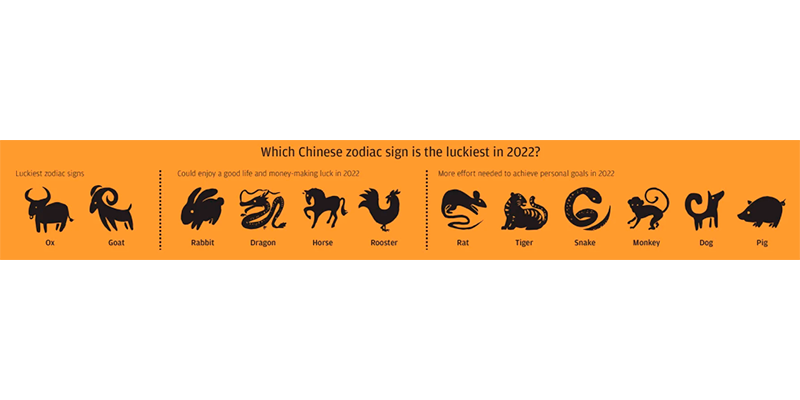 Which Chinese zodiac sign is the luckiest in 2022?
Luckiest zodiac signs
Ox
Goat
Could enjoy a good life and money-making luck in 2022
Rabbit
Dragon
Horse
Rooster
More effort needed to achieve personal goals in 2022
Rat
Tiger
Snake
Monkey
Dog
Pig